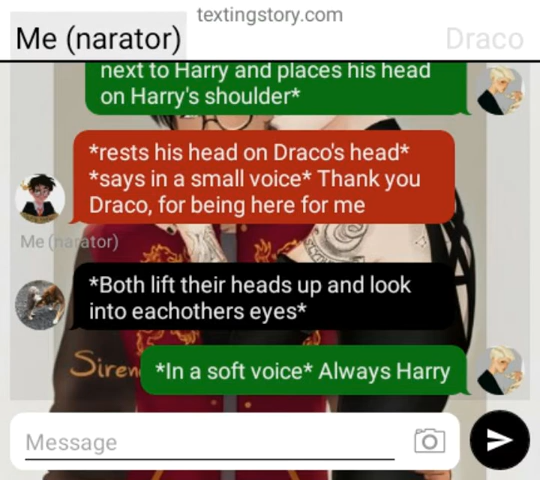 textingstory.com
Me (narator)
Draco
next to Harry and places his head
on Harry's shoulder*
*rests his head on Draco's head*
*says in a small voice* Thank you
Draco, for being here for me
Me (narator)
*Both lift their heads up and look
into eachothers eyes*
Siren
*In a soft voice* Always Harry
Message